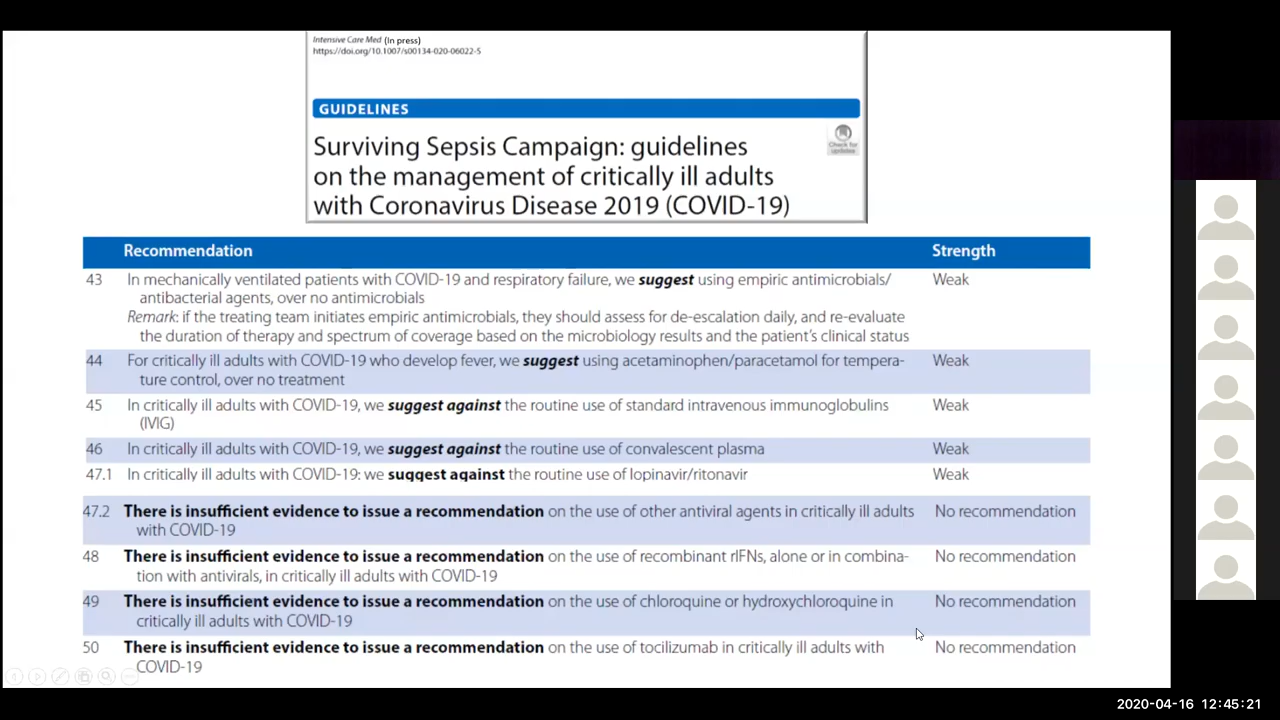 Intensive Care Med (in press)
https://doi.org/10.1007/s00134-020-06022-5
GUIDELINES
Check for
updates
Surviving Sepsis Campaign: guidelines
on the management of critically ill adults
with Coronavirus Disease 2019 (COVID-19)
Recommendation Strength
43 In mechanically ventilated patients with COVID-19 and respiratory failure, we suggest using empiric antimicrobials/ Weak
antibacterial agents, over no antimicrobials
Remark: if the treating team initiates empiric antimicrobials, they should assess for de-escalation daily, and re-evaluate
the duration of therapy and spectrum of coverage based on the microbiology results and the patient's clinical status
44 For critically ill adults with COVID-19 who develop fever, we suggest using acetaminophen/paracetamol for tempera- Weak
ture control, over no treatment
45 In critically ill adults with COVID-19, we suggest against the routine use of standard intravenous immunoglobulins Weak
(IVIG)
46 In critically ill adults with COVID-19, we suggest against the routine use of convalescent plasma Weak
47.1 In critically ill adults with COVID-19: we suggest against the routine use of lopinavir/ritonavir Weak
47.2 There is insufficient evidence to issue a recommendation on the use of other antiviral agents in critically ill adults No recommendation
with COVID-19
48 There is insufficient evidence to issue a recommendation on the use of recombinant rIFNs, alone or in combina- No recommendation
tion with antivirals, in critically ill adults with COVID-19
49 There is insufficient evidence to issue a recommendation on the use of chloroquine or hydroxychloroquine in No recommendation
critically ill adults with COVID-19
50 There is insufficient evidence to issue a recommendation on the use of tocilizumab in critically ill adults with No recommendation
COVID-19
2020-04-16 12:45:21